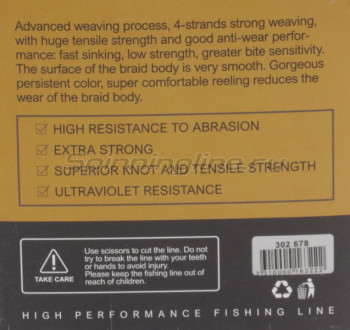 Advanced weaving process, 4-strands strong weaving,
with huge tensile strength and good anti-wear perfor-
mance: fast sinking, low strength, greater bite sensitivity.
The surface of the braid body is very smooth. Gorgeous
persistent color, super comfortable reeling reduces the
wear of the braid body.
HIGH RESISTANCE TO ABRASION
EXTRA STRONG
SUPERIOR KNOT AND TENSILE STRENGTH
ULTRAVIOLET RESISTANCE
TAKE CARE
Use scissors to cut the line. Do not
try to break the line with your teeth
or hands to avoid injury.
Please keep the fishing line out of
reach of children.
302 678
HIGH PERFORMANCE FISHING LINE